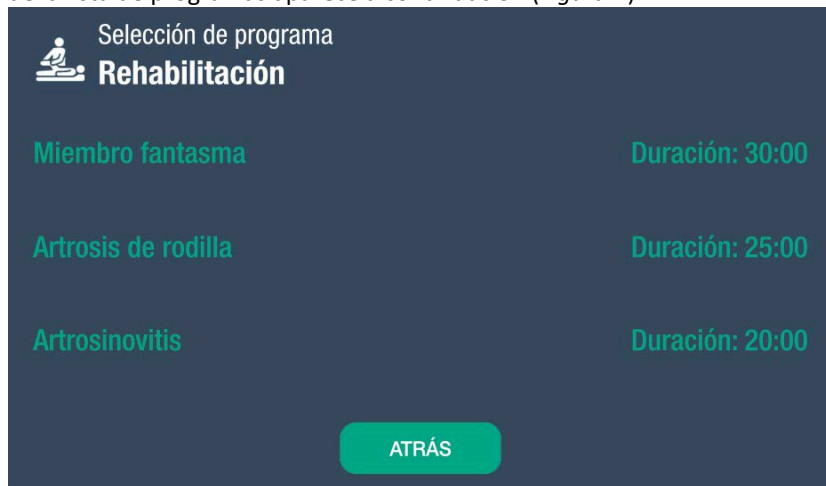 Selección de programa
Rehabilitación
Miembro fantasma Duración: 30:00
Artrosis de rodilla Duración: 25:00
Artrosinovitis Duración: 20:00
ATRÁS